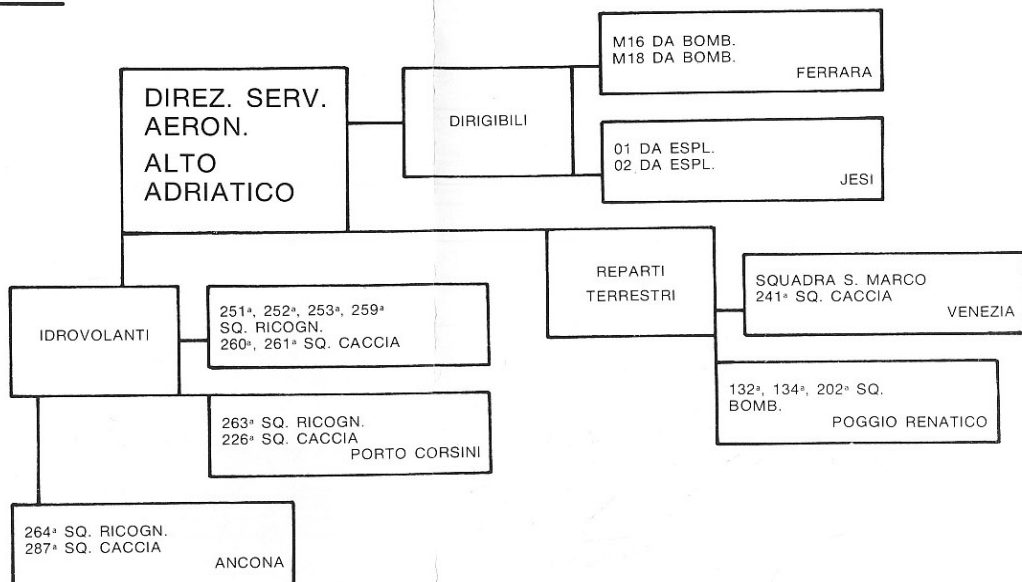 DIREZ. SERV.
AERON.
ALTO
ADRIATICO
DIRIGIBILI
M16 DA BOMB.
M18 DA BOMB.
FERRARA
01 DA ESPL.
02 DA ESPL.
JESI
IDROVOLANTI
251ª, 252ª, 253ª, 259ª
SQ. RICOGN.
260ª, 261ª SQ. CACCIA
263ª SQ. RICOGN.
226ª SQ. CACCIA
PORTO CORSINI
264ª SQ. RICOGN.
287ª SQ. CACCIA
ANCONA
REPARTI
TERRESTRI
SQUADRA S. MARCO
241ª SQ. CACCIA
VENEZIA
132ª, 134ª, 202ª SQ.
BOMB.
POGGIO RENATICO